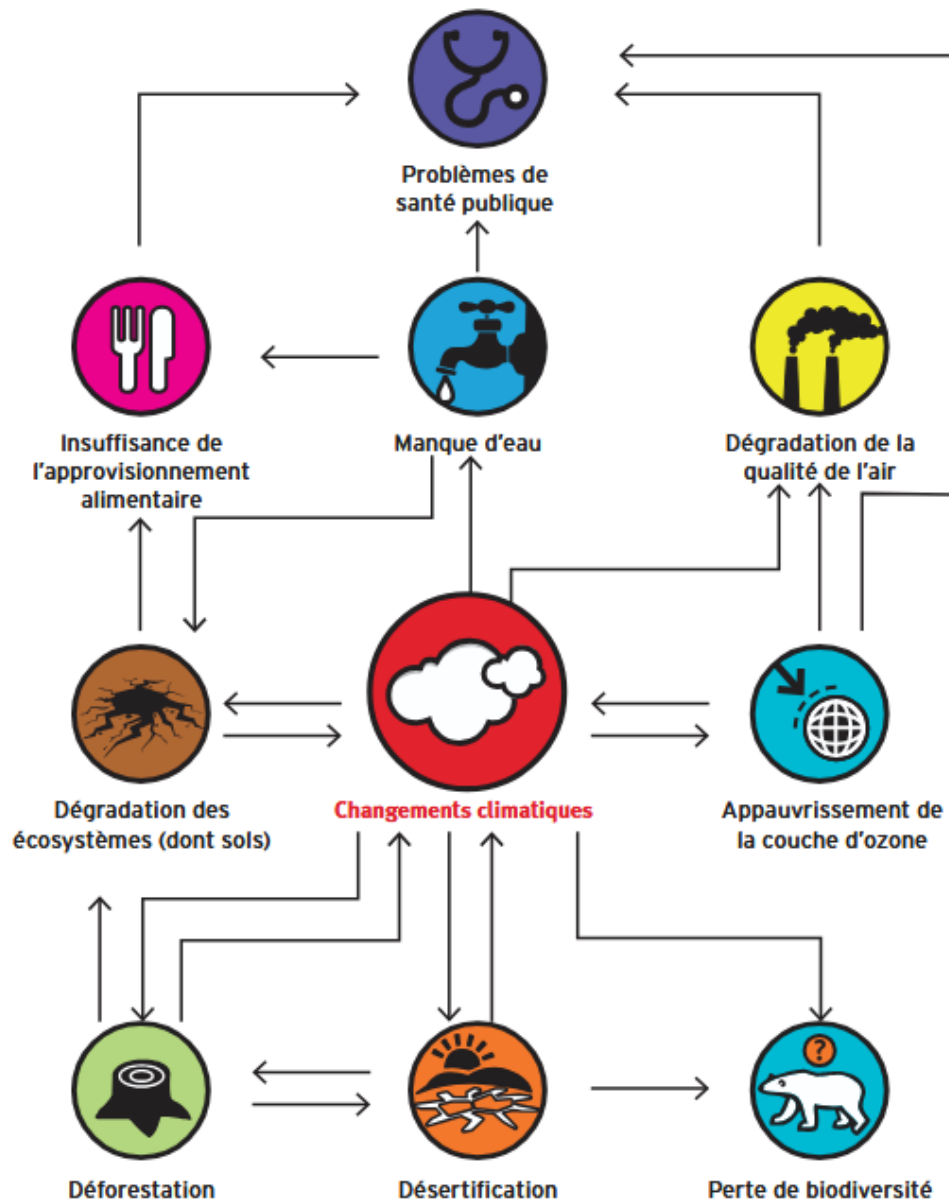 Problèmes de
santé publique
Insuffisance de
l'approvisionnement
alimentaire
Manque d'eau
Dégradation de la
qualité de l'air
Dégradation des
écosystèmes (dont sols)
Changements climatiques
Appauvrissement de
la couche d'ozone
?
Déforestation
Désertification
Perte de biodiversité